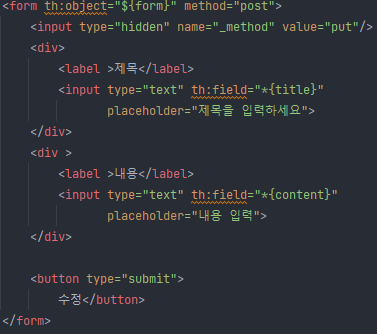 <form th:object="${form}" method="post">
<input type="hidden" name="_method" value="put"/>
<div>
<label >제목</label>
<input type="text" th:field="*{title}"
placeholder="제목을 입력하세요">
</div>
<div >
<label >내용</label>
<input type="text" th:field="*{content}"
placeholder="내용 입력">
</div>
<button type="submit">
수정</button>
</form>